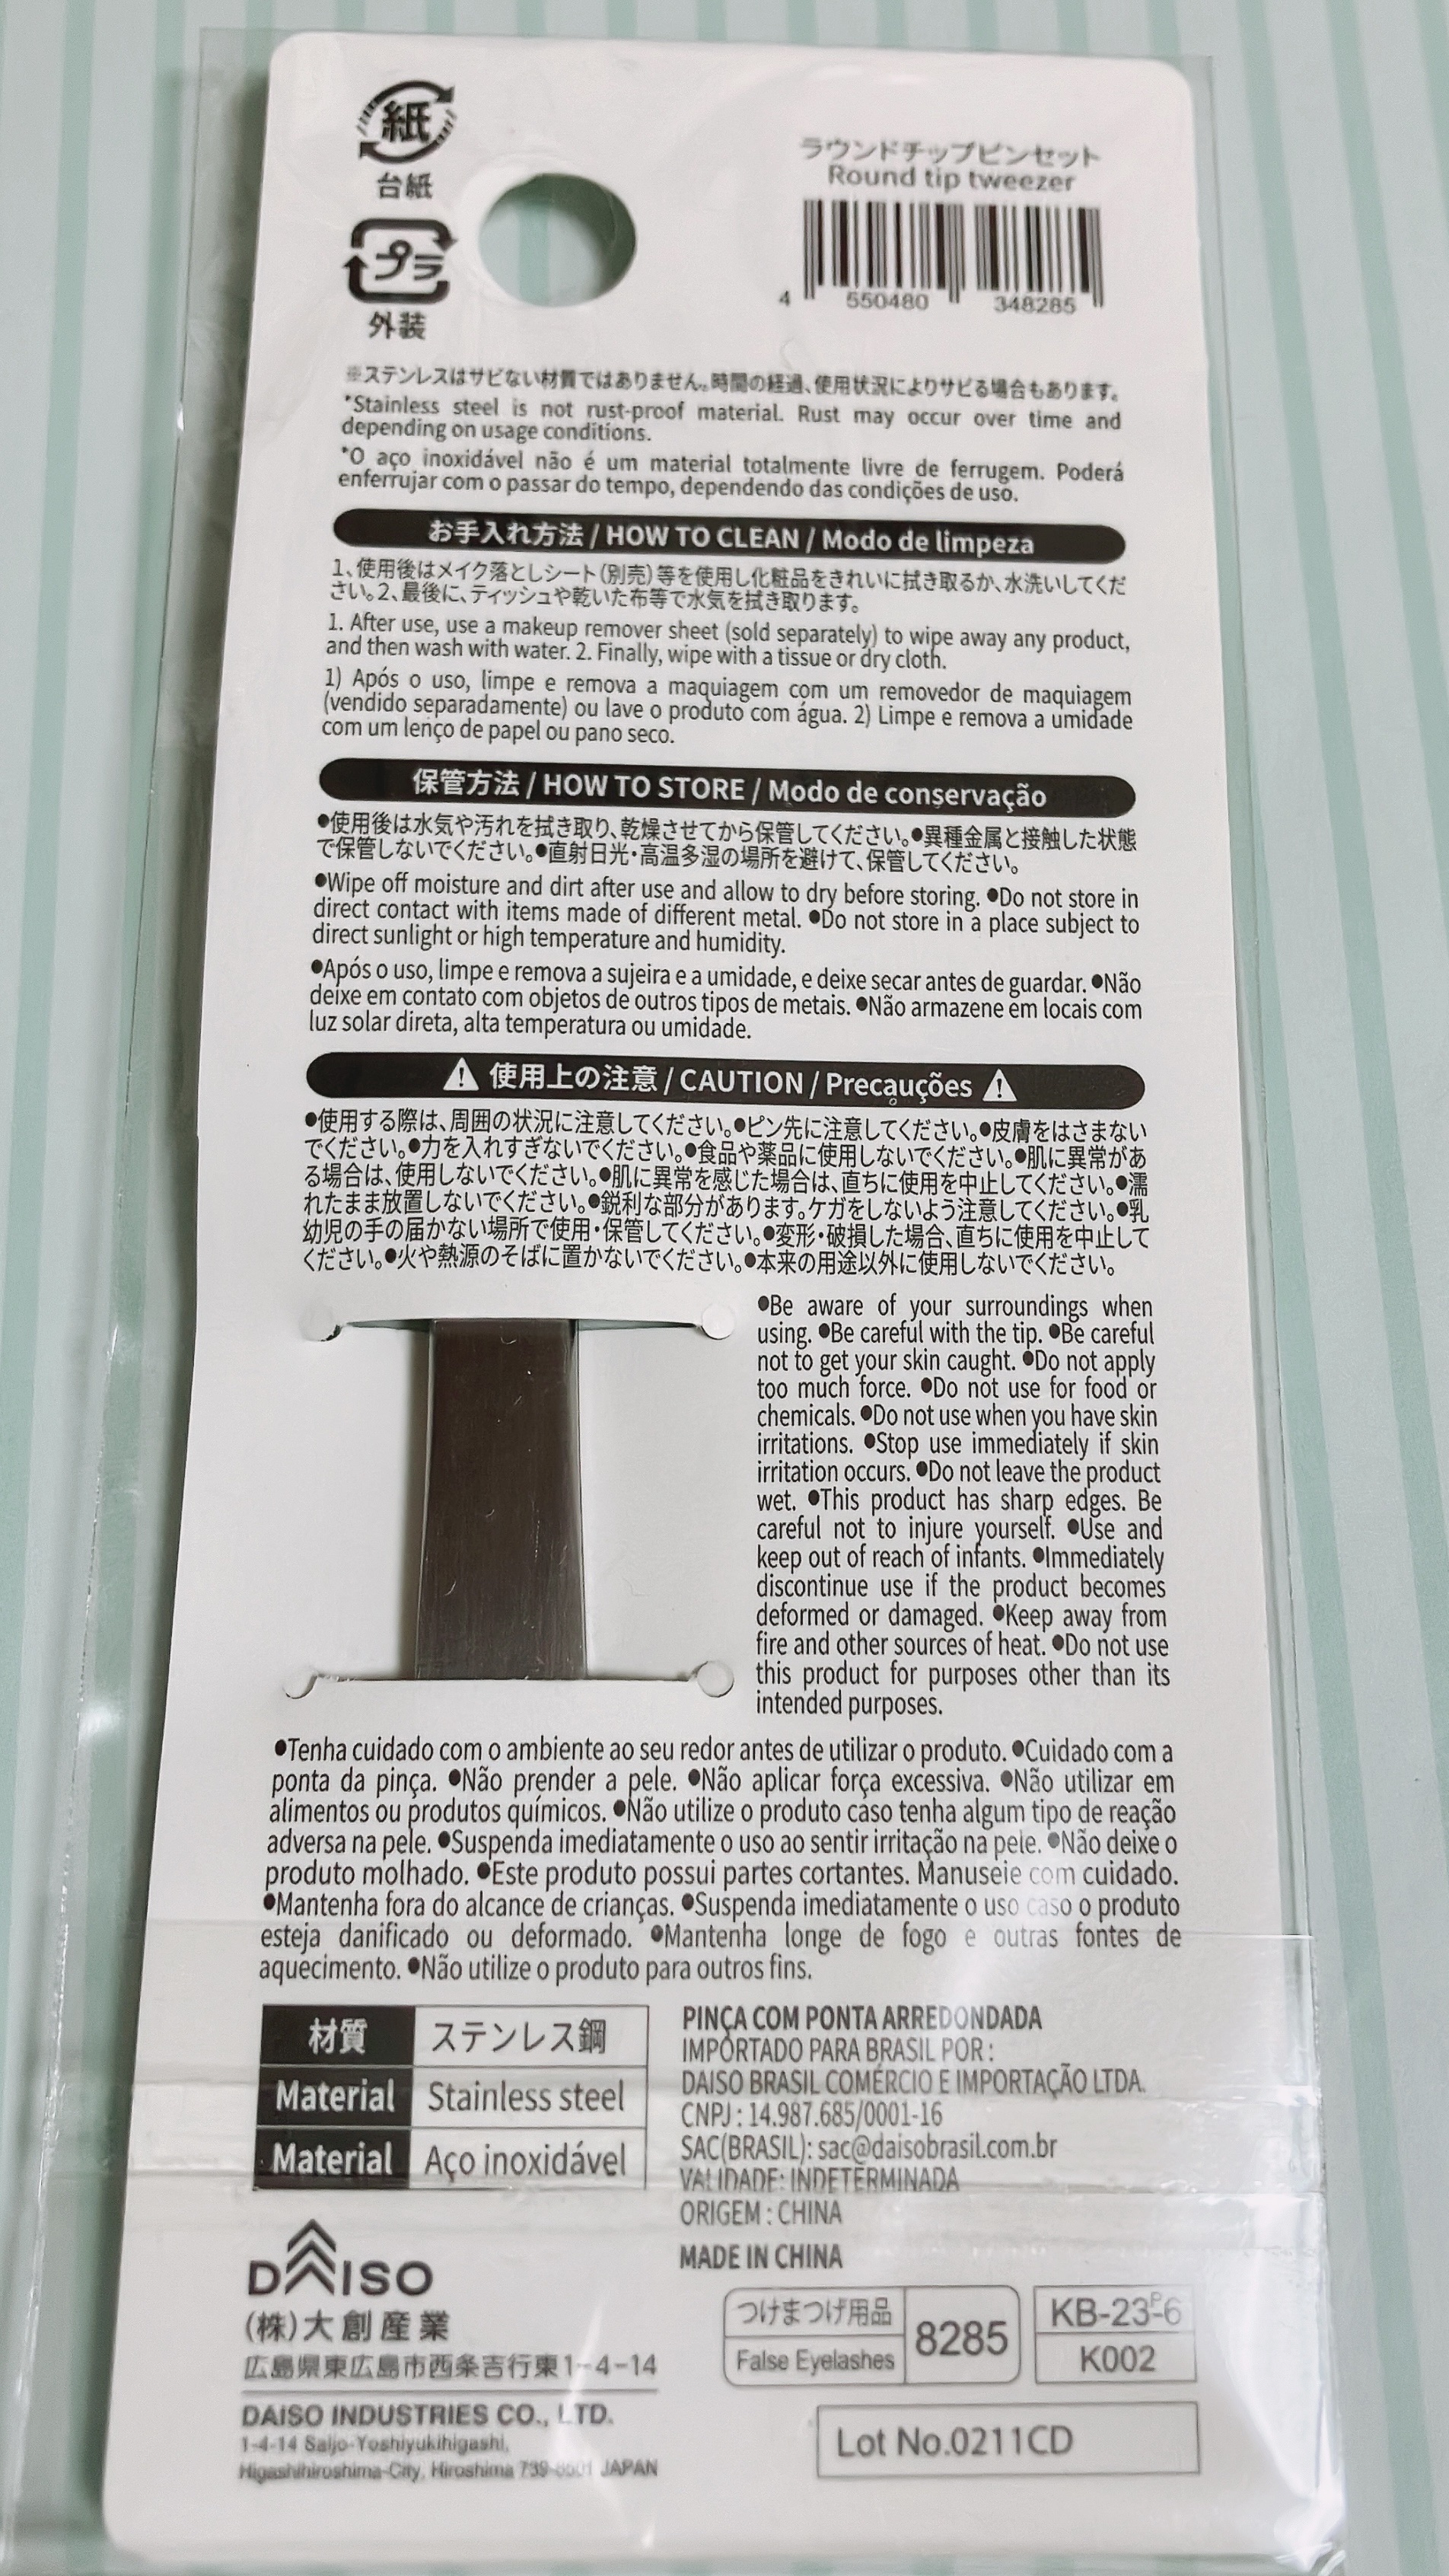 紙
台紙
プラ
外装
ラウンドチップピンセット
Round tip tweezer
4 550480 348285
※ステンレスはサビない材質ではありません。時間の経過、使用状況によりサビる場合もあります。
*Stainless steel is not rust-proof material. Rust may occur over time and
depending on usage conditions.
*O aço inoxidável não é um material totalmente livre de ferrugem. Poderá
enferrujar com o passar do tempo, dependendo das condições de uso.
お手入れ方法 / HOW TO CLEAN / Modo de limpeza
1、使用後はメイク落としシート(別売)等を使用し化粧品をきれいに拭き取るか、水洗いしてくだ
さい。2、最後に、ティッシュや乾いた布等で水気を拭き取ります。
1. After use, use a makeup remover sheet (sold separately) to wipe away any product,
and then wash with water. 2. Finally, wipe with a tissue or dry cloth.
1) Após o uso, limpe e remova a maquiagem com um removedor de maquiagem
(vendido separadamente) ou lave o produto com água. 2) Limpe e remova a umidade
com um lenço de papel ou pano seco.
保管方法 / HOW TO STORE / Modo de conservação
●使用後は水気や汚れを拭き取り、乾燥させてから保管してください。●異種金属と接触した状態
で保管しないでください。●直射日光・高温多湿の場所を避けて、保管してください。
●Wipe off moisture and dirt after use and allow to dry before storing. ●Do not store in
direct contact with items made of different metal. ●Do not store in a place subject to
direct sunlight or high temperature and humidity.
●Após o uso, limpe e remova a sujeira e a umidade, e deixe secar antes de guardar. ●Não
deixe em contato com objetos de outros tipos de metais. ●Não armazene em locais com
luz solar direta, alta temperatura ou umidade.
使用上の注意 / CAUTION / Precauções
●使用する際は、周囲の状況に注意してください。●ピン先に注意してください。●皮膚をはさまない
でください。●力を入れすぎないでください。●食品や薬品に使用しないでください。●肌に異常があ
る場合は、使用しないでください。●肌に異常を感じた場合は、直ちに使用を中止してください。●濡
れたまま放置しないでください。●鋭利な部分があります。ケガをしないよう注意してください。●乳
幼児の手の届かない場所で使用・保管してください。●変形・破損した場合、直ちに使用を中止して
ください。●火や熱源のそばに置かないでください。●本来の用途以外に使用しないでください。
●Be aware of your surroundings when
using. ●Be careful with the tip. ●Be careful
not to get your skin caught. ●Do not apply
too much force. ●Do not use for food or
chemicals. ●Do not use when you have skin
irritations. ●Stop use immediately if skin
irritation occurs. ●Do not leave the product
wet. ●This product has sharp edges. Be
careful not to injure yourself. ●Use and
keep out of reach of infants. ●Immediately
discontinue use if the product becomes
deformed or damaged. ●Keep away from
fire and other sources of heat. ●Do not use
this product for purposes other than its
intended purposes.
●Tenha cuidado com o ambiente ao seu redor antes de utilizar o produto. ●Cuidado com a
ponta da pinça. ●Não prender a pele. ●Não aplicar força excessiva. ●Não utilizar em
alimentos ou produtos químicos. ●Não utilize o produto caso tenha algum tipo de reação
adversa na pele. ●Suspenda imediatamente o uso ao sentir irritação na pele. ●Não deixe o
produto molhado. ●Este produto possui partes cortantes. Manuseie com cuidado.
●Mantenha fora do alcance de crianças. ●Suspenda imediatamente o uso caso o produto
esteja danificado ou deformado. ●Mantenha longe de fogo e outras fontes de
aquecimento. ●Não utilize o produto para outros fins.
材質 ステンレス鋼
Material Stainless steel
Material Aço inoxidável
PINÇA COM PONTA ARREDONDADA
IMPORTADO PARA BRASIL POR :
DAISO BRASIL COMÉRCIO E IMPORTAÇÃO LTDA.
CNPJ : 14.987.685/0001-16
SAC(BRASIL): sac@daisobrasil.com.br
VALIDADE: INDETERMINADA
ORIGEM : CHINA
MADE IN CHINA
DAISO
(株)大創産業
広島県東広島市西条吉行東1-4-14
DAISO INDUSTRIES CO., LTD.
1-4-14 Saijo-Yoshiyukihigashi,
Higashihiroshima-City, Hiroshima 739-8501 JAPAN
つけまつげ用品
False Eyelashes
8285
KB-23-P6
K002
Lot No.0211CD